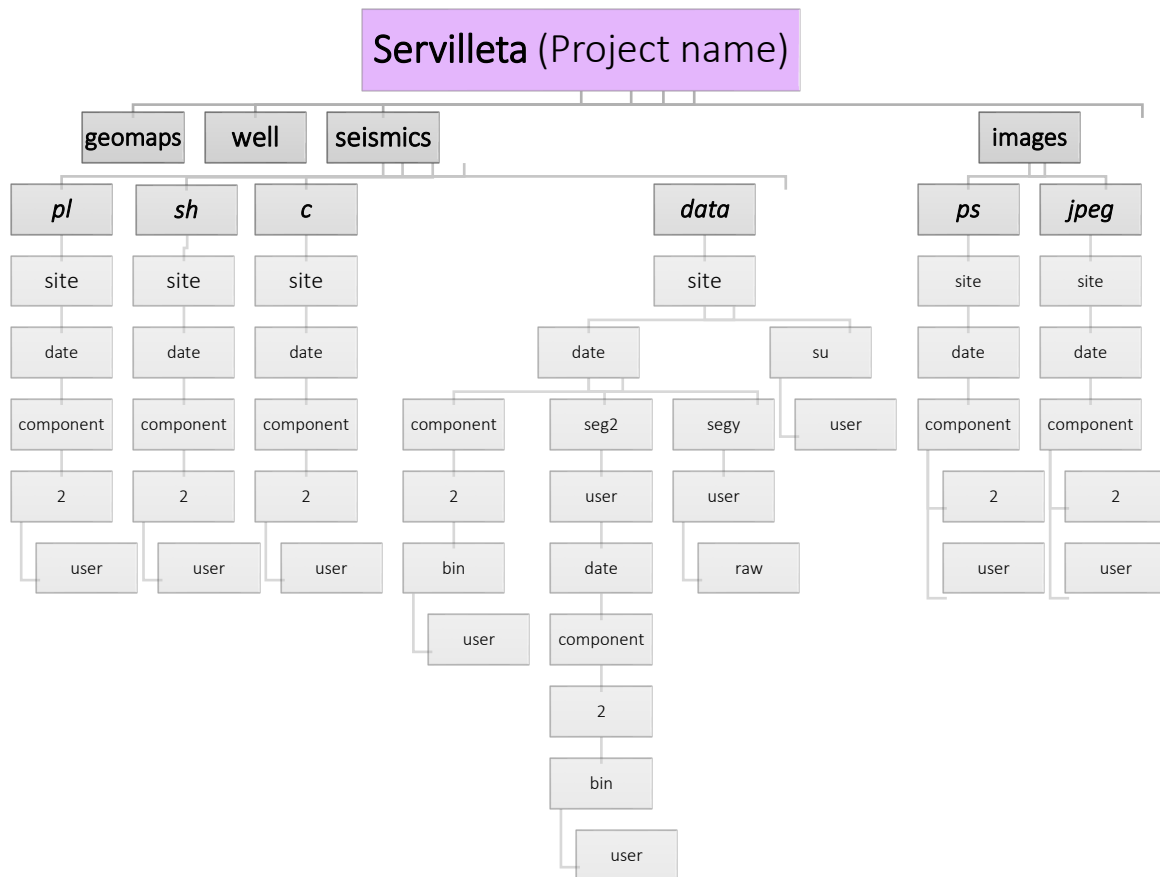 Servilleta (Project name)
geomaps well seismics images
pl sh c data ps jpeg
site site site site site site
date date date date su date date
component component component component seg2 segy user component component
2 2 2 2 user user 2 2
user user user bin date raw user user
user component
2
bin
user